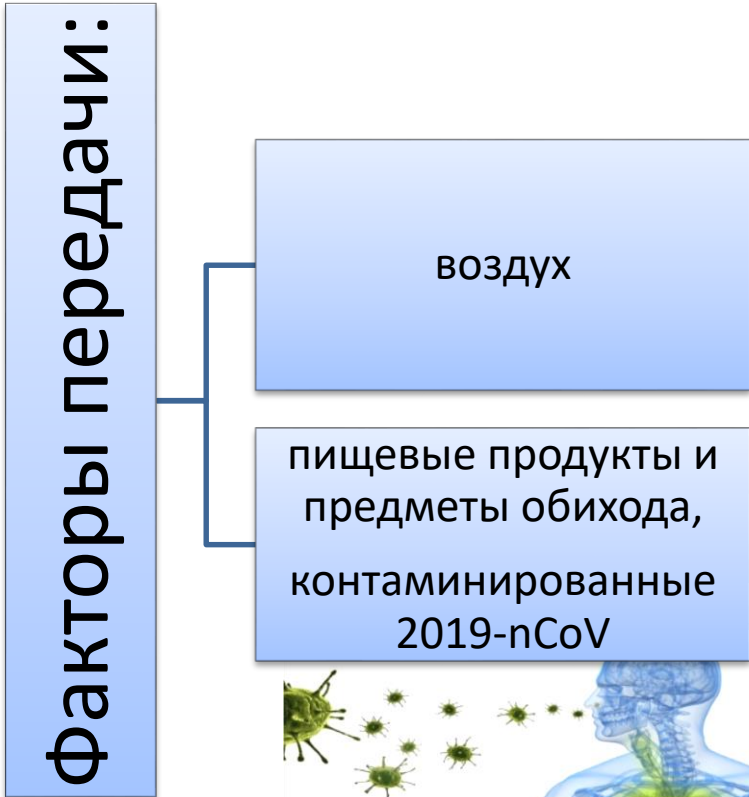 Факторы передачи:
воздух
пищевые продукты и
предметы обихода,
контаминированные
2019-nCoV